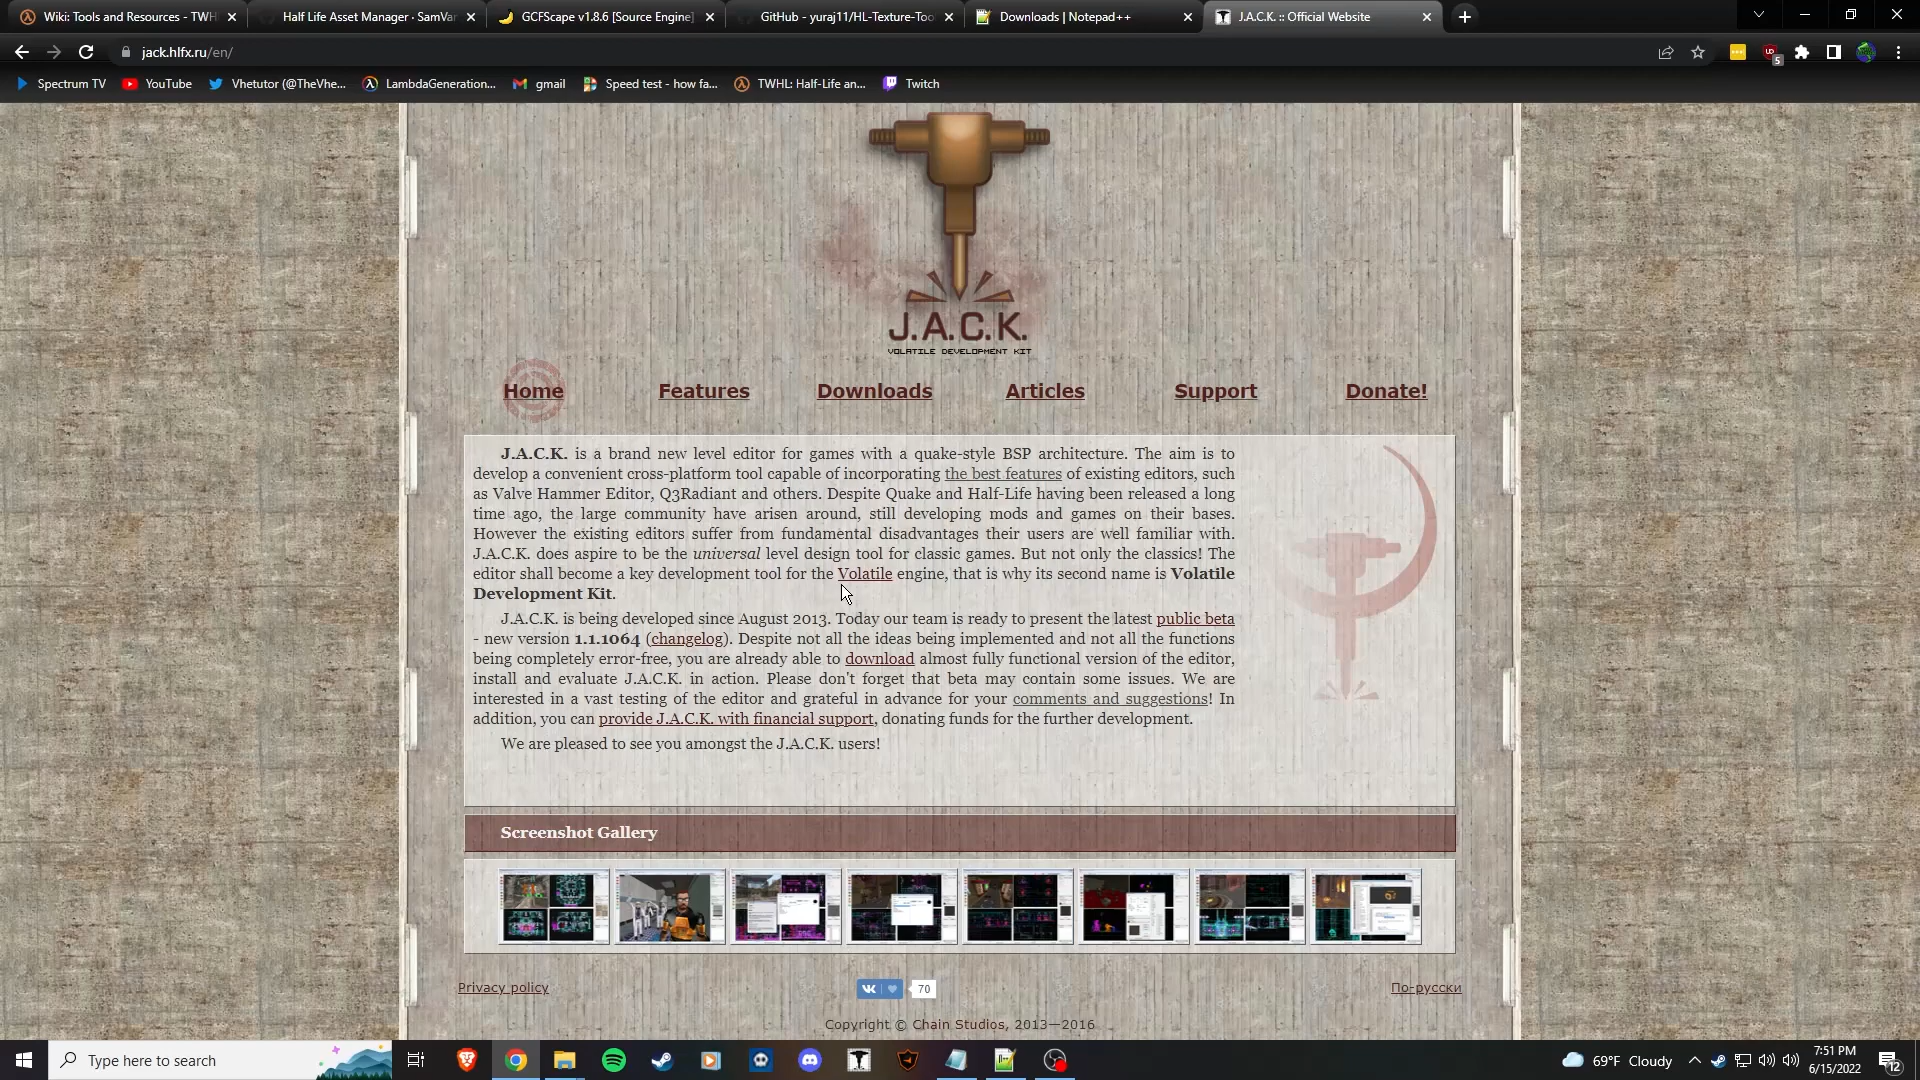 Wiki: Tools and Resources - TWH
Half Life Asset Manager · SamVar
GCFScape v1.8.6 [Source Engine]
GitHub - yuraj11/HL-Texture-Too
Downloads | Notepad++
J.A.C.K. :: Official Website
jack.hlfx.ru/en/
5
Spectrum TV
YouTube
Vhetutor (@TheVhe...
LambdaGeneration...
gmail
Speed test - how fa...
TWHL: Half-Life an...
Twitch
J.A.C.K.
VOLATILE DEVELOPMENT KIT
Home
Features
Downloads
Articles
Support
Donate!
J.A.C.K. is a brand new level editor for games with a quake-style BSP architecture. The aim is to
develop a convenient cross-platform tool capable of incorporating the best features of existing editors, such
as Valve Hammer Editor, Q3Radiant and others. Despite Quake and Half-Life having been released a long
time ago, the large community have arisen around, still developing mods and games on their bases.
However the existing editors suffer from fundamental disadvantages their users are well familiar with.
J.A.C.K. does aspire to be the universal level design tool for classic games. But not only the classics! The
editor shall become a key development tool for the Volatile engine, that is why its second name is Volatile
Development Kit.
J.A.C.K. is being developed since August 2013. Today our team is ready to present the latest public beta
- new version 1.1.1064 (changelog). Despite not all the ideas being implemented and not all the functions
being completely error-free, you are already able to download almost fully functional version of the editor,
install and evaluate J.A.C.K. in action. Please don't forget that beta may contain some issues. We are
interested in a vast testing of the editor and grateful in advance for your comments and suggestions! In
addition, you can provide J.A.C.K. with financial support, donating funds for the further development.
We are pleased to see you amongst the J.A.C.K. users!
Screenshot Gallery
Privacy policy
70
По-русски
Copyright © Chain Studios, 2013—2016
Type here to search
69°F Cloudy
7:51 PM
6/15/2022
12